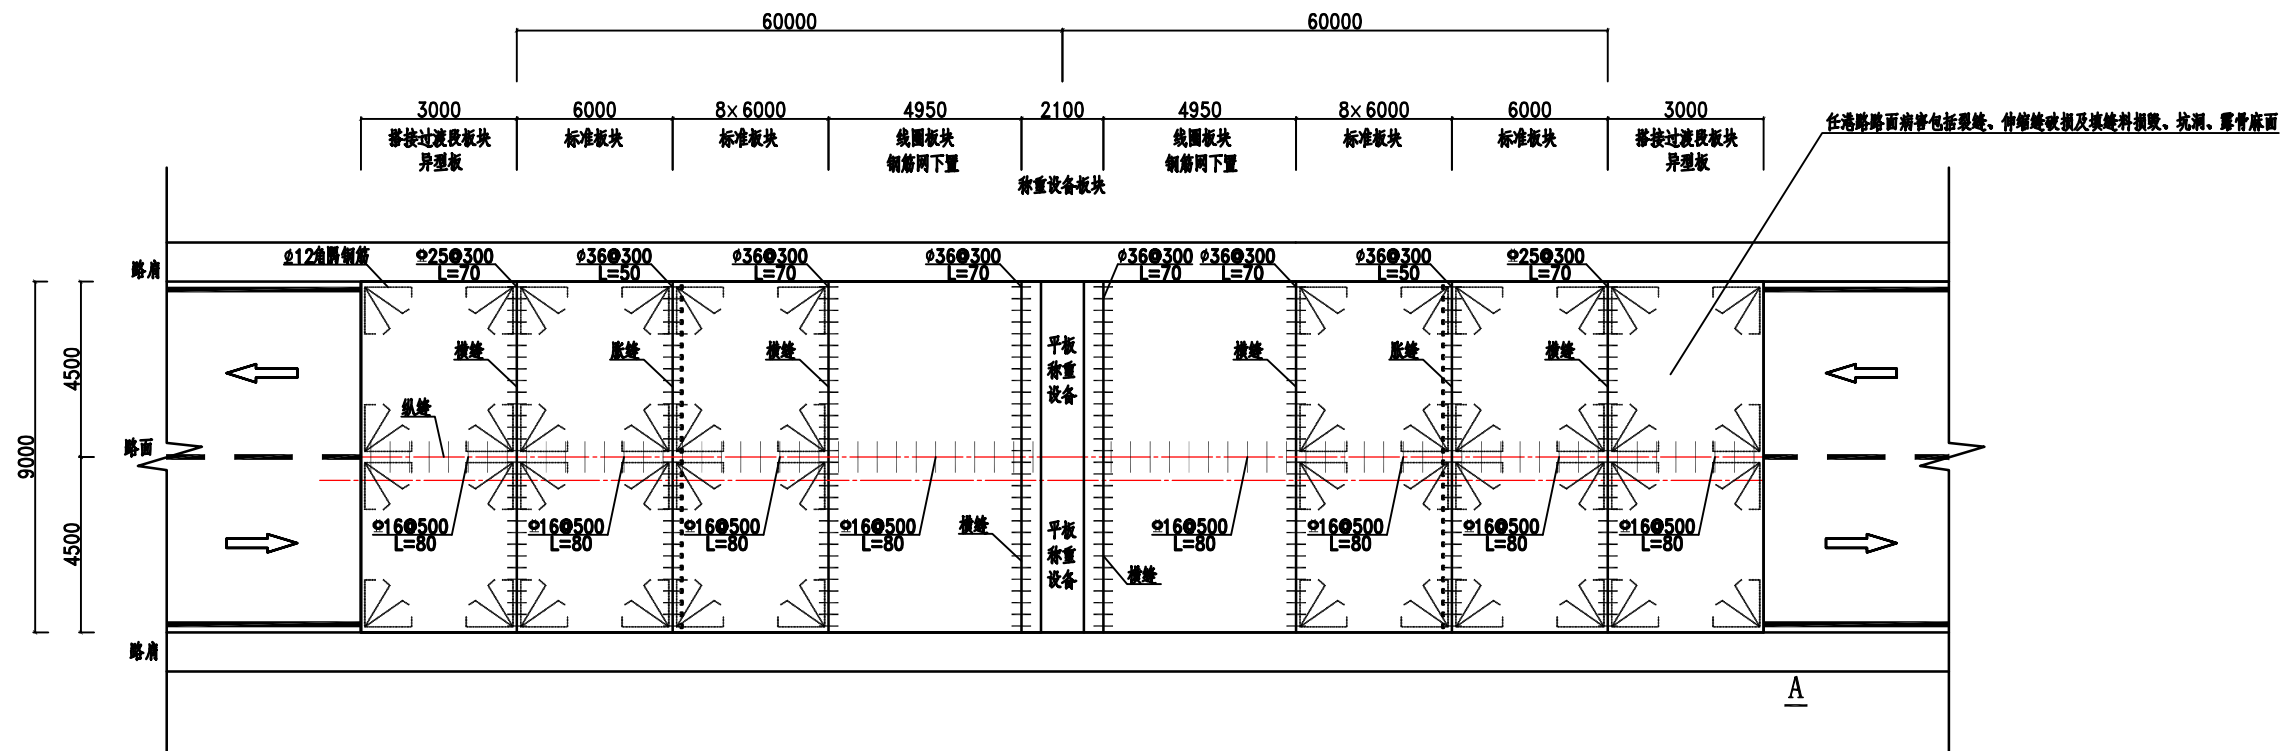 60000
60000
3000
6000
8×6000
4950
2100
4950
8×6000
6000
3000
搭接过渡段板块
异型板
标准板块
标准板块
线圈板块
钢筋网下置
称重设备板块
线圈板块
钢筋网下置
标准板块
标准板块
搭接过渡段板块
异型板
任港路路面病害包括裂缝、伸缩缝破损及填缝料损毁、坑洞、露骨麻面
路肩
ϕ12角隅钢筋
Φ25@300
L=70
ϕ36@300
L=50
ϕ36@300
L=70
ϕ36@300
L=70
ϕ36@300
L=70
ϕ36@300
L=70
ϕ36@300
L=50
Φ25@300
L=70
横缝
胀缝
横缝
平板
称重
设备
横缝
胀缝
横缝
4500
纵缝
路面
9000
4500
Φ16@500
L=80
Φ16@500
L=80
Φ16@500
L=80
Φ16@500
L=80
横缝
平板
称重
设备
横缝
Φ16@500
L=80
Φ16@500
L=80
Φ16@500
L=80
Φ16@500
L=80
路肩
A